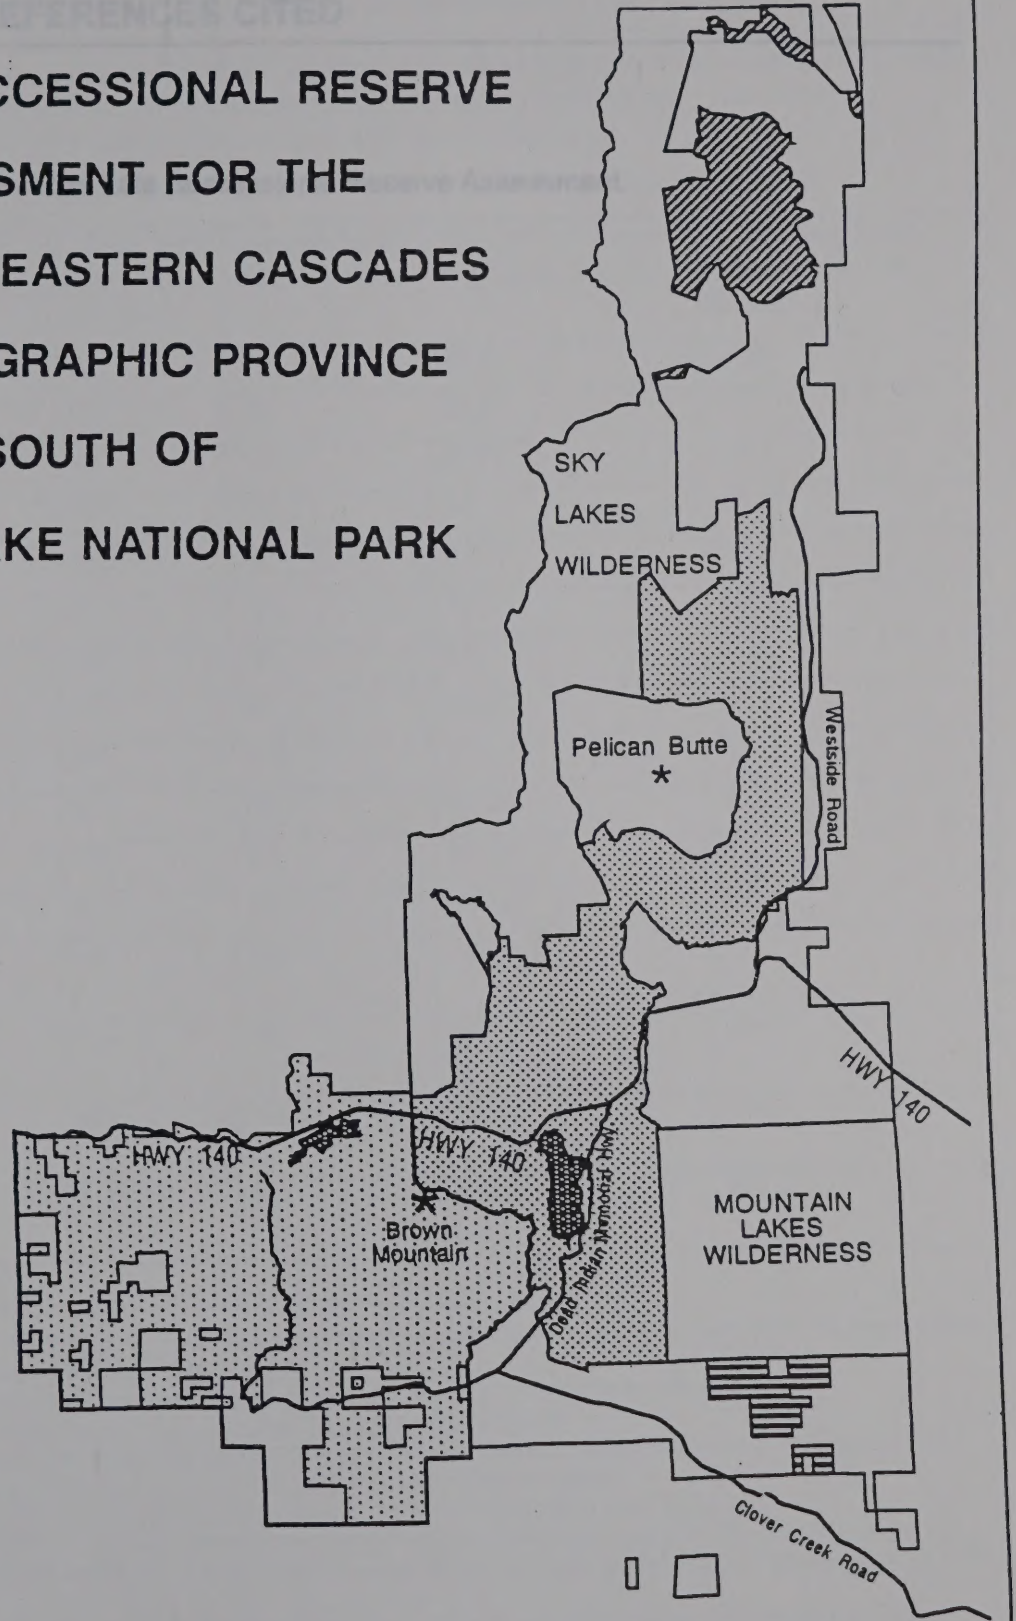 REFERENCES CITED
CCESSIONAL RESERVE
SMENT FOR THE
EASTERN CASCADES
GRAPHIC PROVINCE
SOUTH OF
KE NATIONAL PARK
SKY
LAKES
WILDERNESS
Pelican Butte
Westside Road
HWY 140
HWY 140
HWY 140
Brown
Mountain
Dead Indian Memorial Hwy
MOUNTAIN
LAKES
WILDERNESS
Clover Creek Road